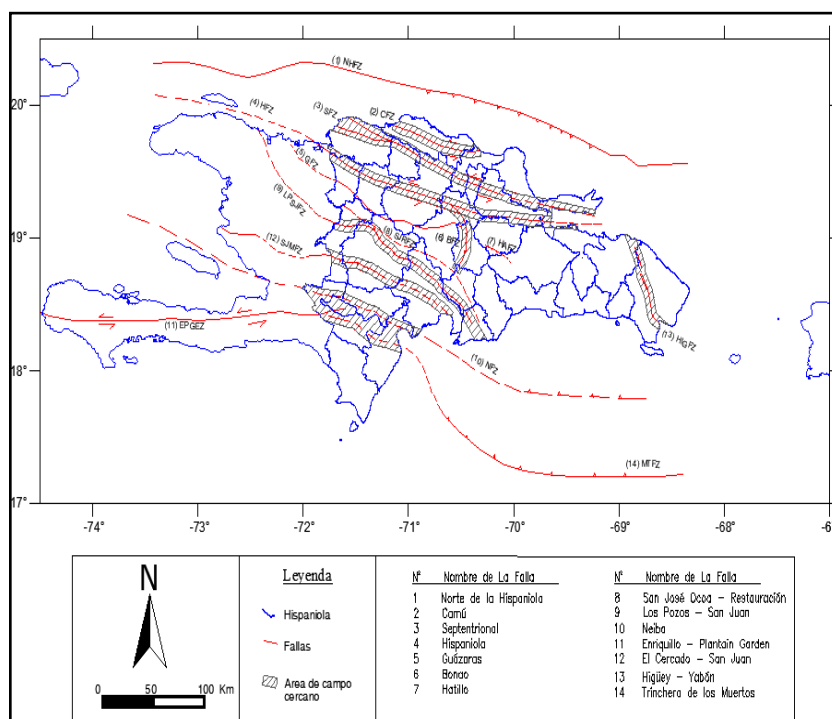 (1) NHFZ
20°
(4) HFZ
(3) SFZ
(2) CFZ
(5) GFZ
(9) LPSJFZ
19°
(12) SJMFZ
(8) SJRFZ
(6) BFZ
(7) HAFZ
(11) EPGEZ
(13) HIGFZ
(10) NFZ
18°
(14) MTFZ
17°
-74°
-73°
-72°
-71°
-70°
-69°
-68°
-6
N
0 50 100 Km
Leyenda
Hispaniola
Fallas
Area de campo
cercano
Nº Nombre de La Falla
1 Norte de la Hispaniola
2 Camú
3 Septentrional
4 Hispaniola
5 Guázaras
6 Bonao
7 Hatillo
Nº Nombre de La Falla
8 San José Ocoa – Restauración
9 Los Pozos – San Juan
10 Neiba
11 Enriquillo – Plantain Garden
12 El Cercado – San Juan
13 Higüey – Yabón
14 Trinchera de los Muertos